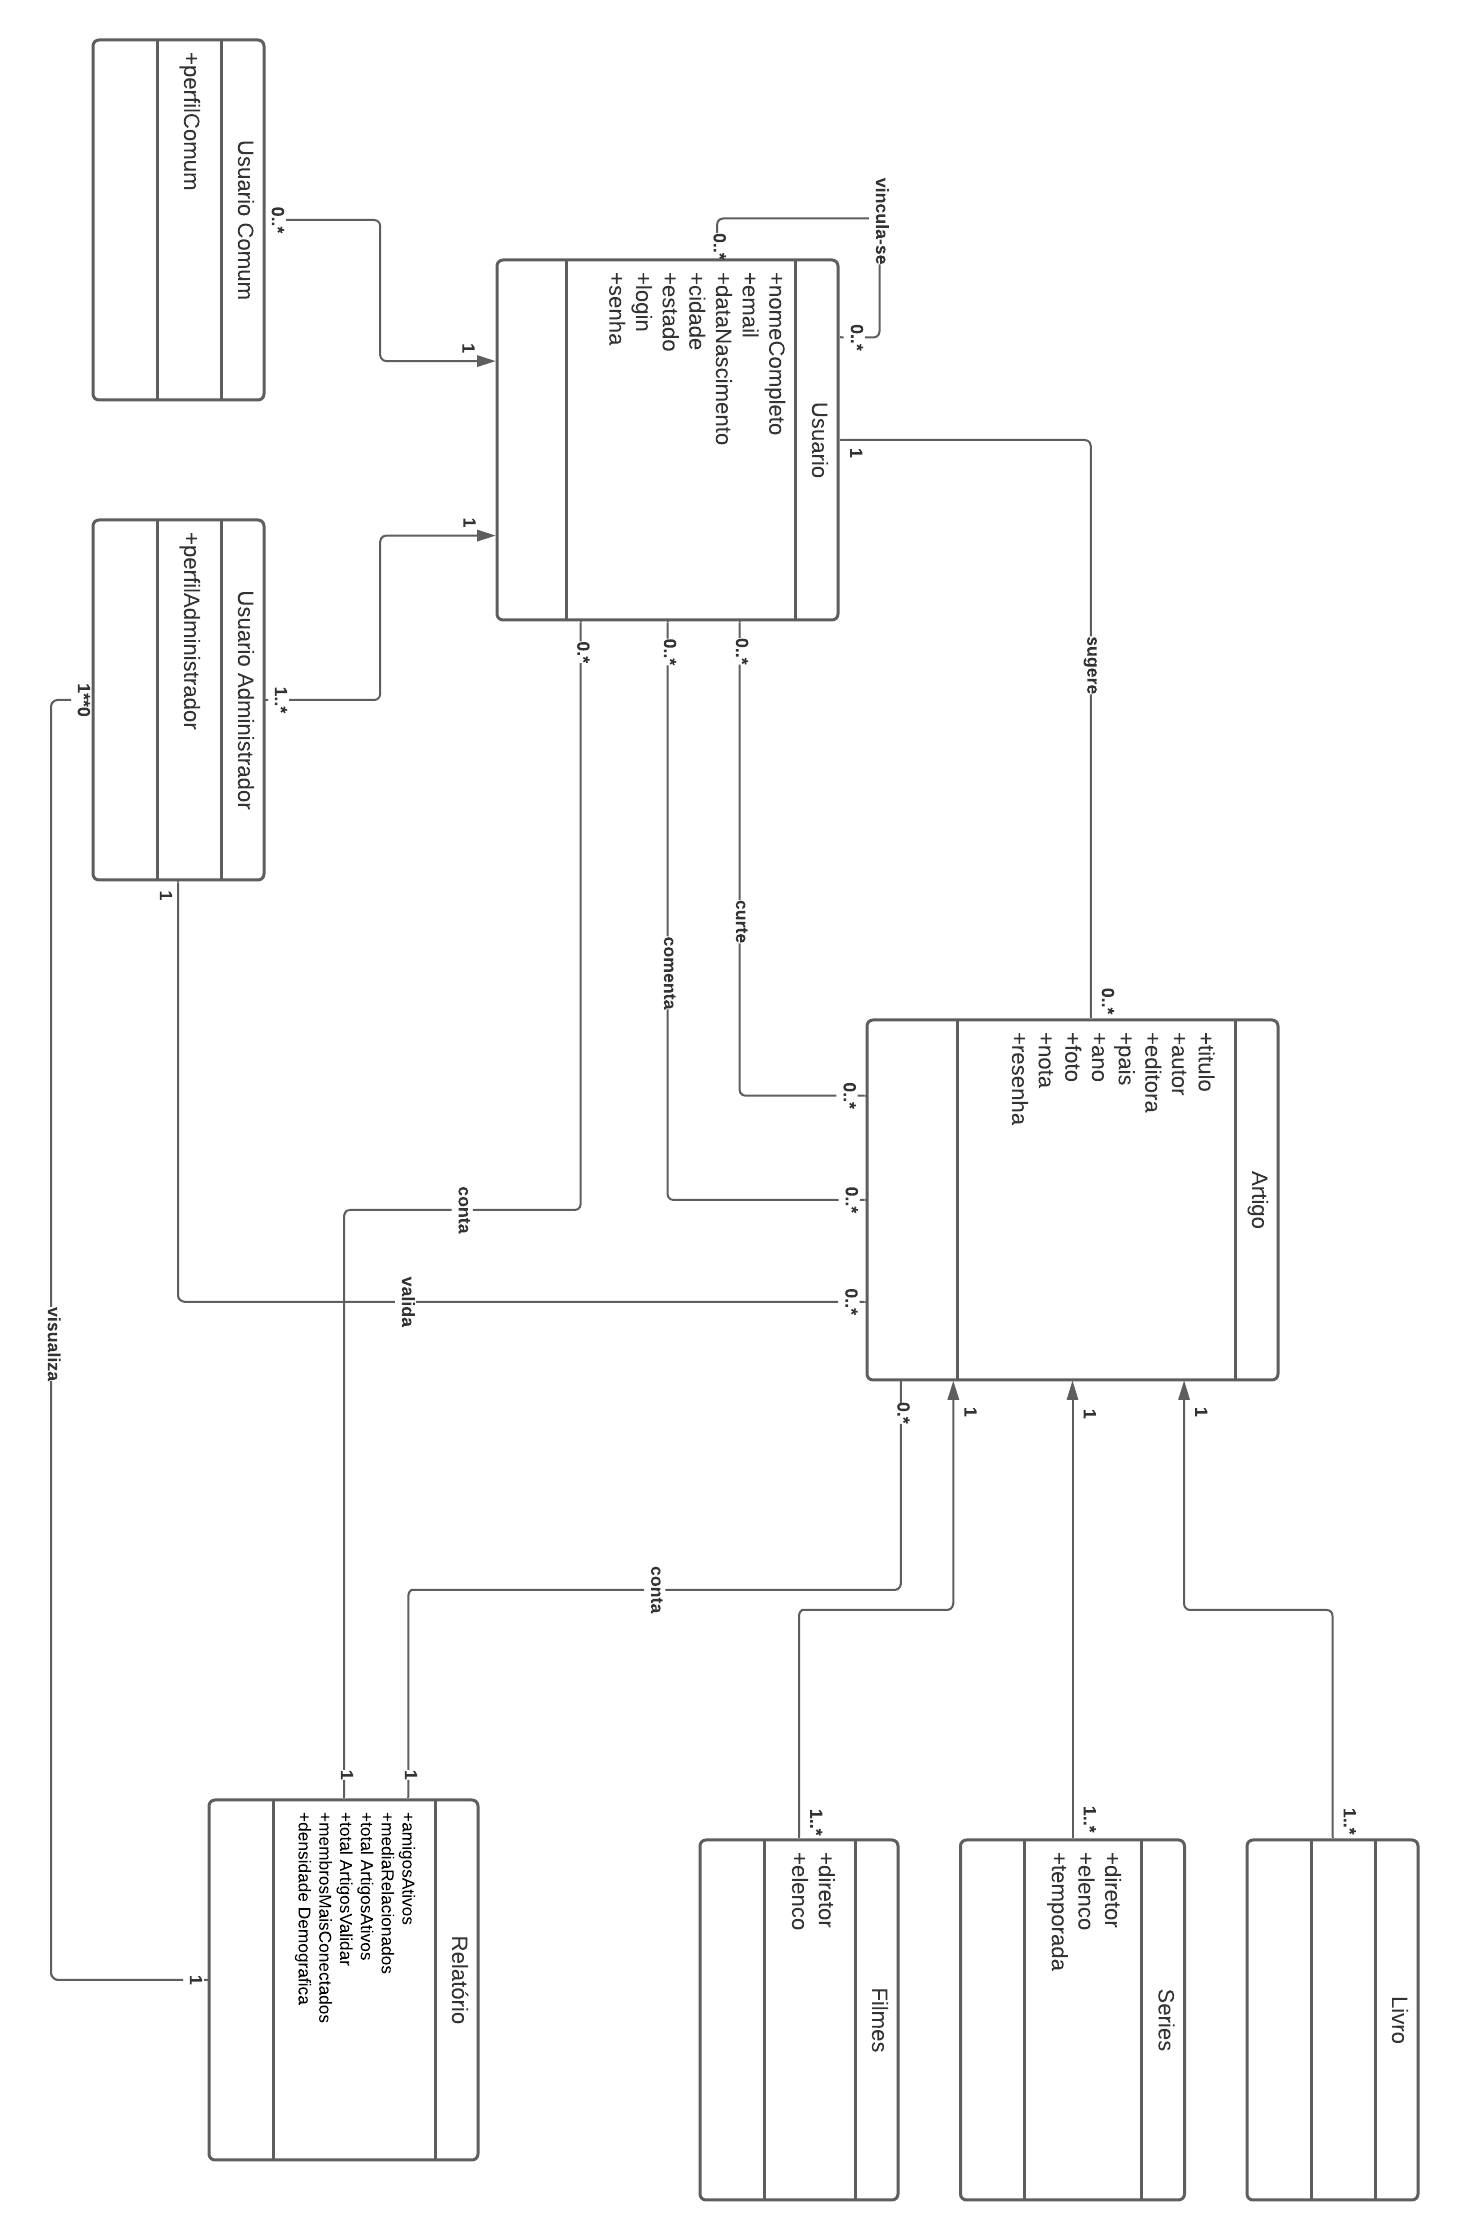 vincula-se
0..*
0..*
Usuario
+nomeCompleto
+email
+dataNascimento
+cidade
+estado
+login
+senha
1
sugere
0..*
Artigo
+titulo
+autor
+editora
+pais
+ano
+foto
+nota
+resenha
0..*
curte
0..*
0..*
comenta
0..*
0.*
conta
1
1
0..*
Usuario Comum
+perfilComum
1
1..*
Usuario Administrador
+perfilAdministrador
1
valida
0..*
1**0
visualiza
1
1
1..*
Livro
1
1..*
Series
+diretor
+elenco
+temporada
1
1..*
Filmes
+diretor
+elenco
0.*
conta
1
Relatório
+amigosAtivos
+mediaRelacionados
+total ArtigosAtivos
+total ArtigosValidar
+membrosMaisConectados
+densidade Demografica